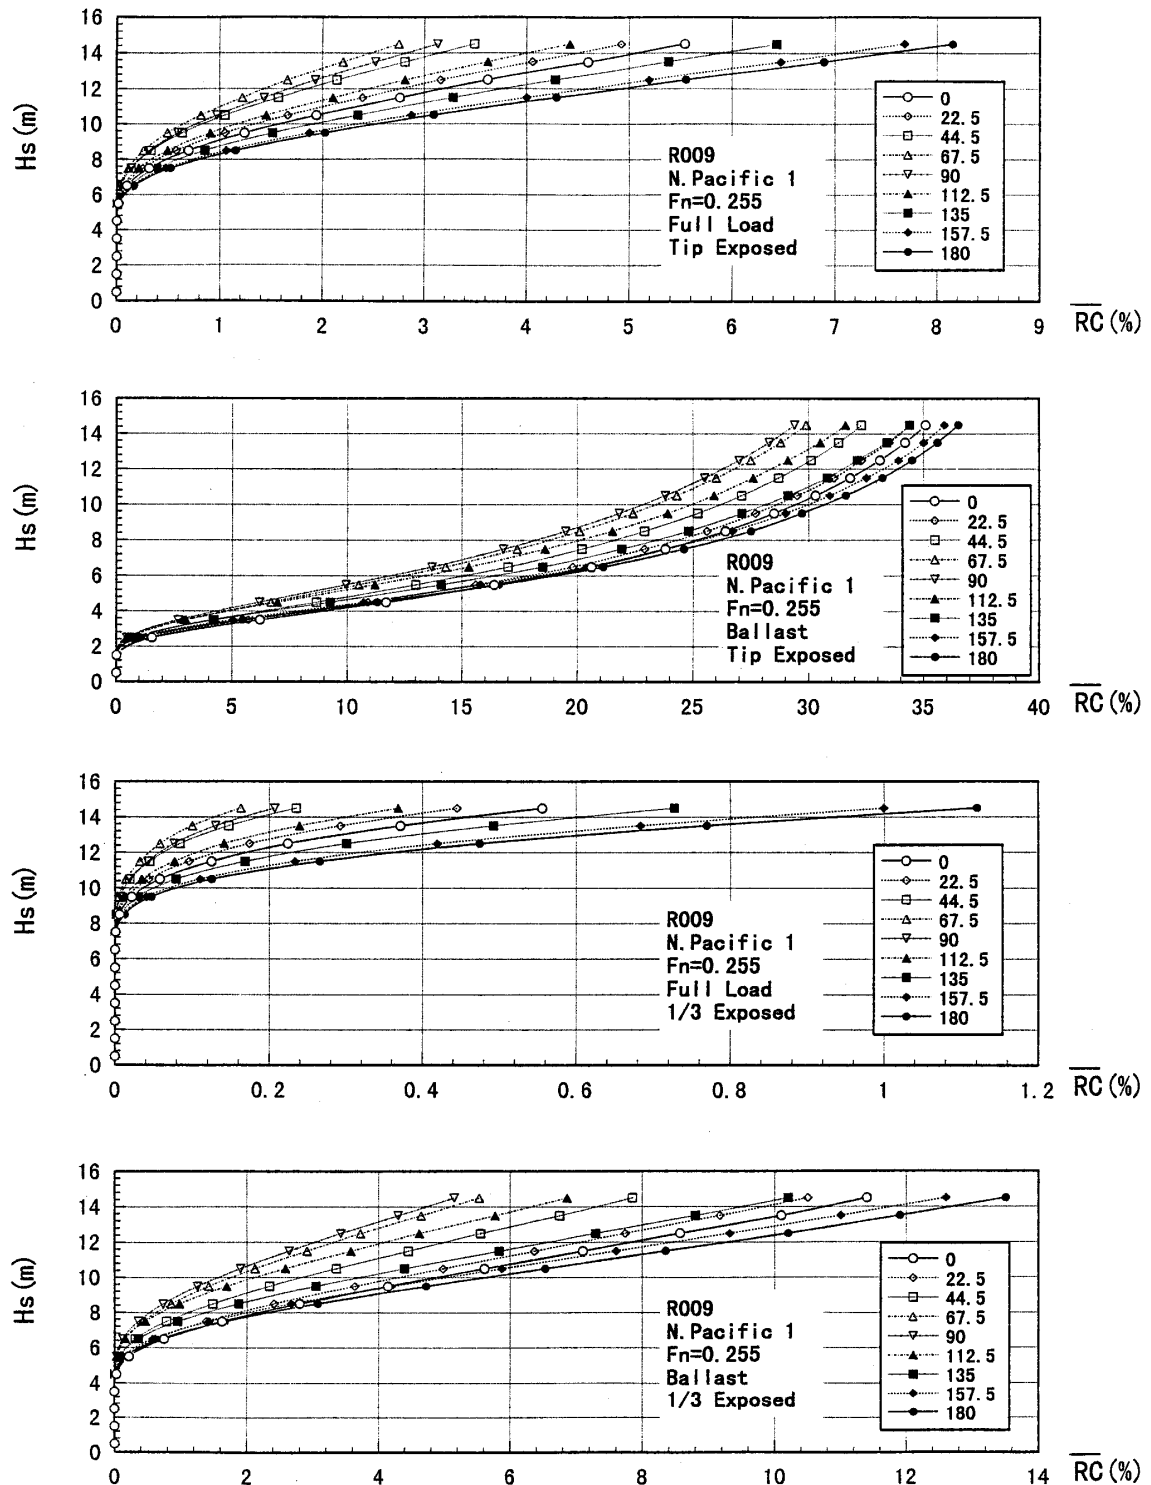 16
14
12
10
8
6
4
2
0
Hs(m)
R009
N.Pacific 1
Fn=0.255
Full Load
Tip Exposed
0
22.5
44.5
67.5
90
112.5
135
157.5
180
0 1 2 3 4 5 6 7 8 9
RC(%)
16
14
12
10
8
6
4
2
0
Hs(m)
R009
N.Pacific 1
Fn=0.255
Ballast
Tip Exposed
0
22.5
44.5
67.5
90
112.5
135
157.5
180
0 5 10 15 20 25 30 35 40
RC(%)
16
14
12
10
8
6
4
2
0
Hs(m)
R009
N.Pacific 1
Fn=0.255
Full Load
1/3 Exposed
0
22.5
44.5
67.5
90
112.5
135
157.5
180
0 0.2 0.4 0.6 0.8 1 1.2
RC(%)
16
14
12
10
8
6
4
2
0
Hs(m)
R009
N.Pacific 1
Fn=0.255
Ballast
1/3 Exposed
0
22.5
44.5
67.5
90
112.5
135
157.5
180
0 2 4 6 8 10 12 14
RC(%)